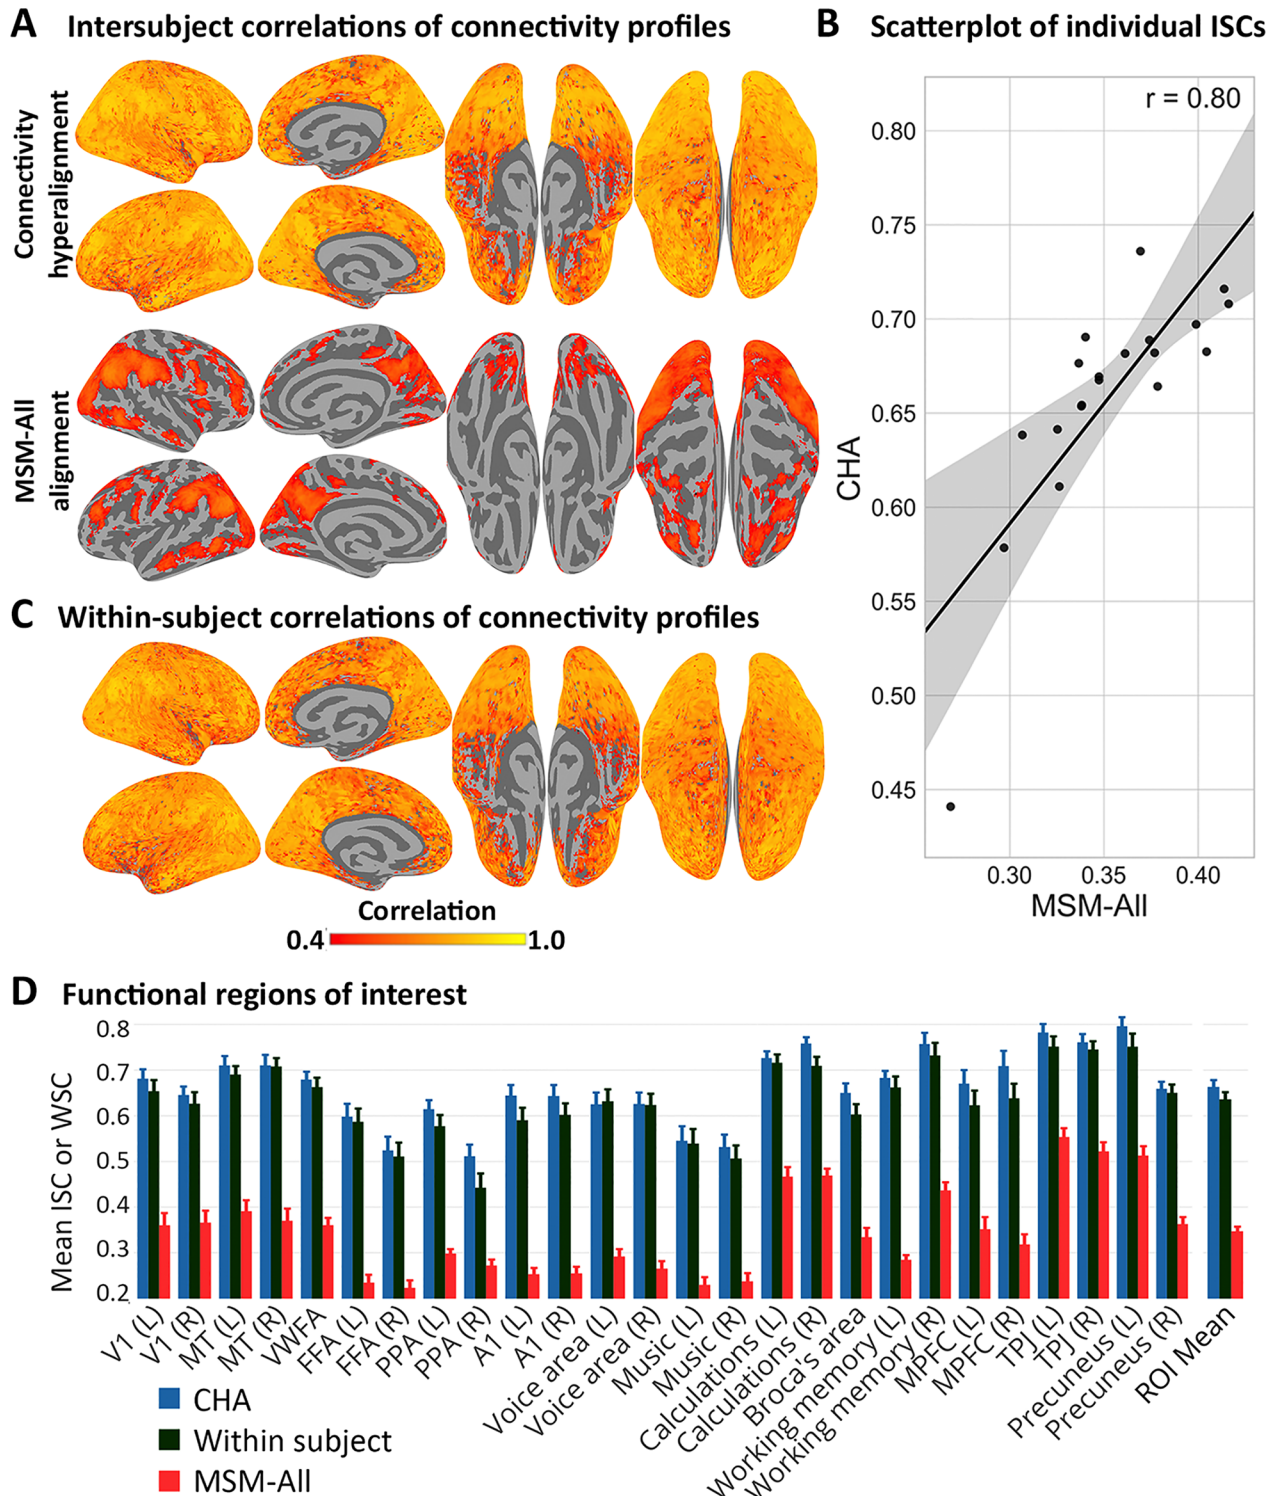 A Intersubject correlations of connectivity profiles
Connectivity
hyperalignment
MSM-All
alignment
B Scatterplot of individual ISCs
r = 0.80
0.80
0.75
0.70
0.65
0.60
0.55
0.50
0.45
CHA
0.30 0.35 0.40
MSM-All
C Within-subject correlations of connectivity profiles
Correlation
0.4 1.0
D Functional regions of interest
Mean ISC or WSC
0.8
0.7
0.6
0.5
0.4
0.3
0.2
V1 (L)
V1 (R)
MT (L)
MT (R)
VWFA
FFA (L)
FFA (R)
PPA (L)
PPA (R)
A1 (L)
A1 (R)
Voice area (L)
Voice area (R)
Music (L)
Music (R)
Calculations (L)
Calculations (R)
Broca's area
Working memory (L)
Working memory (R)
MPFC (L)
MPFC (R)
TPJ (L)
TPJ (R)
Precuneus (L)
Precuneus (R)
ROI Mean
CHA
Within subject
MSM-All